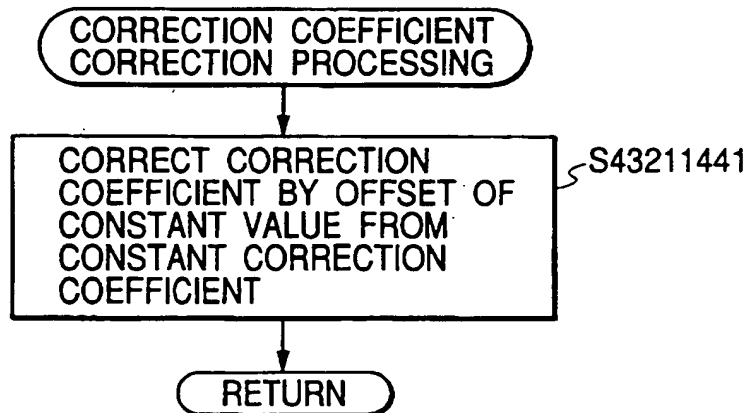 CORRECTION COEFFICIENT
CORRECTION PROCESSING
CORRECT CORRECTION
COEFFICIENT BY OFFSET OF
CONSTANT VALUE FROM
CONSTANT CORRECTION
COEFFICIENT
S43211441
RETURN